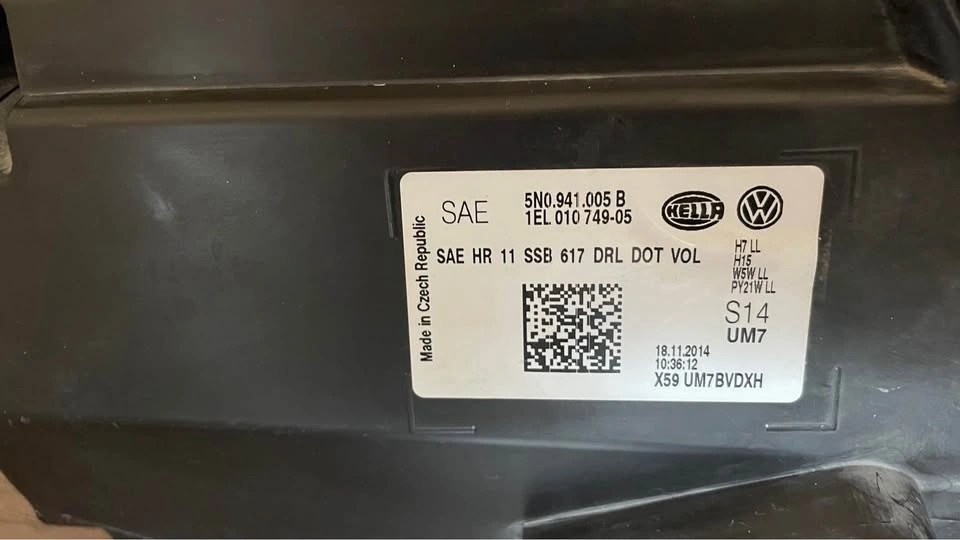 SAE
5N0.941.005 B
1EL 010 749-05
HELLA
VW
SAE HR 11 SSB 617 DRL DOT VOL
H7 LL
H15
W5W LL
PY21W LL
S14
UM7
18.11.2014
10:36:12
X59 UM7BVDXH
Made in Czech Republic